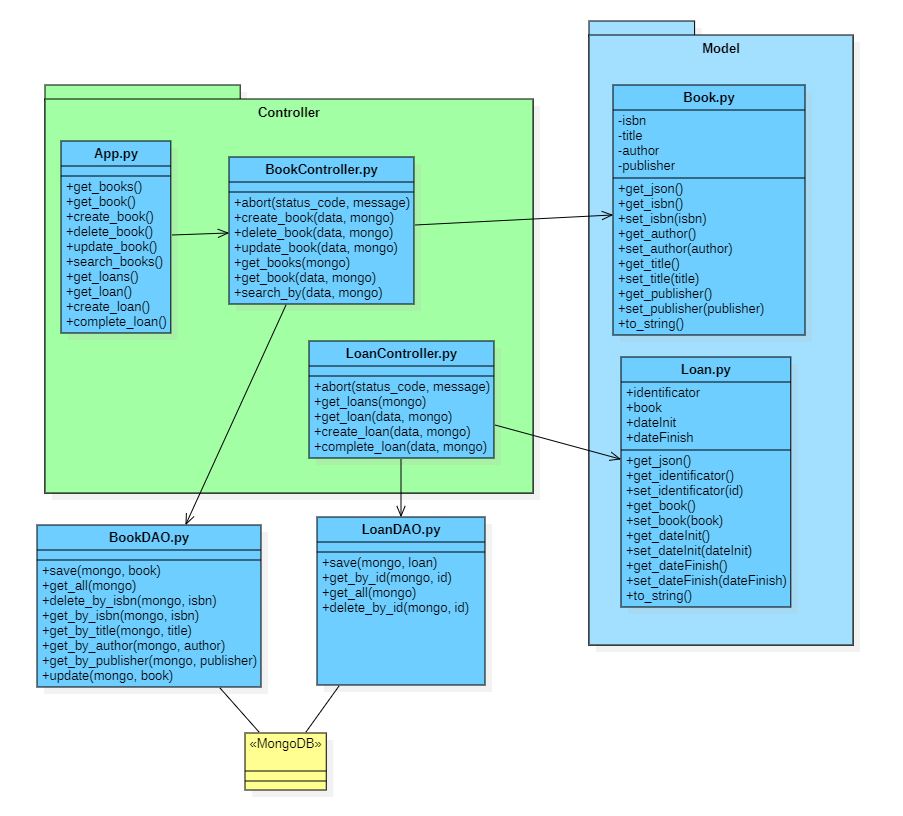 Model
Book.py
-isbn
-title
-author
-publisher
+get_json()
+get_isbn()
+set_isbn(isbn)
+get_author()
+set_author(author)
+get_title()
+set_title(title)
+get_publisher()
+set_publisher(publisher)
+to_string()
Controller
App.py
+get_books()
+get_book()
+create_book()
+delete_book()
+update_book()
+search_books()
+get_loans()
+get_loan()
+create_loan()
+complete_loan()
BookController.py
+abort(status_code, message)
+create_book(data, mongo)
+delete_book(data, mongo)
+update_book(data, mongo)
+get_books(mongo)
+get_book(data, mongo)
+search_by(data, mongo)
LoanController.py
+abort(status_code, message)
+get_loans(mongo)
+get_loan(data, mongo)
+create_loan(data, mongo)
+complete_loan(data, mongo)
Loan.py
+identificator
+book
+dateInit
+dateFinish
+get_json()
+get_identificator()
+set_identificator(id)
+get_book()
+set_book(book)
+get_dateInit()
+set_dateInit(dateInit)
+get_dateFinish()
+set_dateFinish(dateFinish)
+to_string()
BookDAO.py
+save(mongo, book)
+get_all(mongo)
+delete_by_isbn(mongo, isbn)
+get_by_isbn(mongo, isbn)
+get_by_title(mongo, title)
+get_by_author(mongo, author)
+get_by_publisher(mongo, publisher)
+update(mongo, book)
LoanDAO.py
+save(mongo, loan)
+get_by_id(mongo, id)
+get_all(mongo)
+delete_by_id(mongo, id)
«MongoDB»